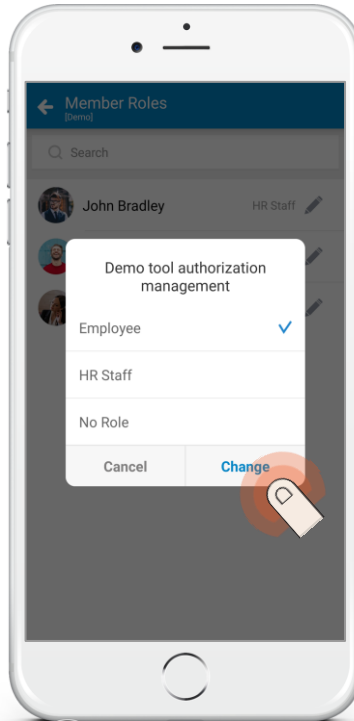 Member Roles
[Demo]
Search
John Bradley
HR Staff
Demo tool authorization
management
Employee
HR Staff
No Role
Cancel
Change